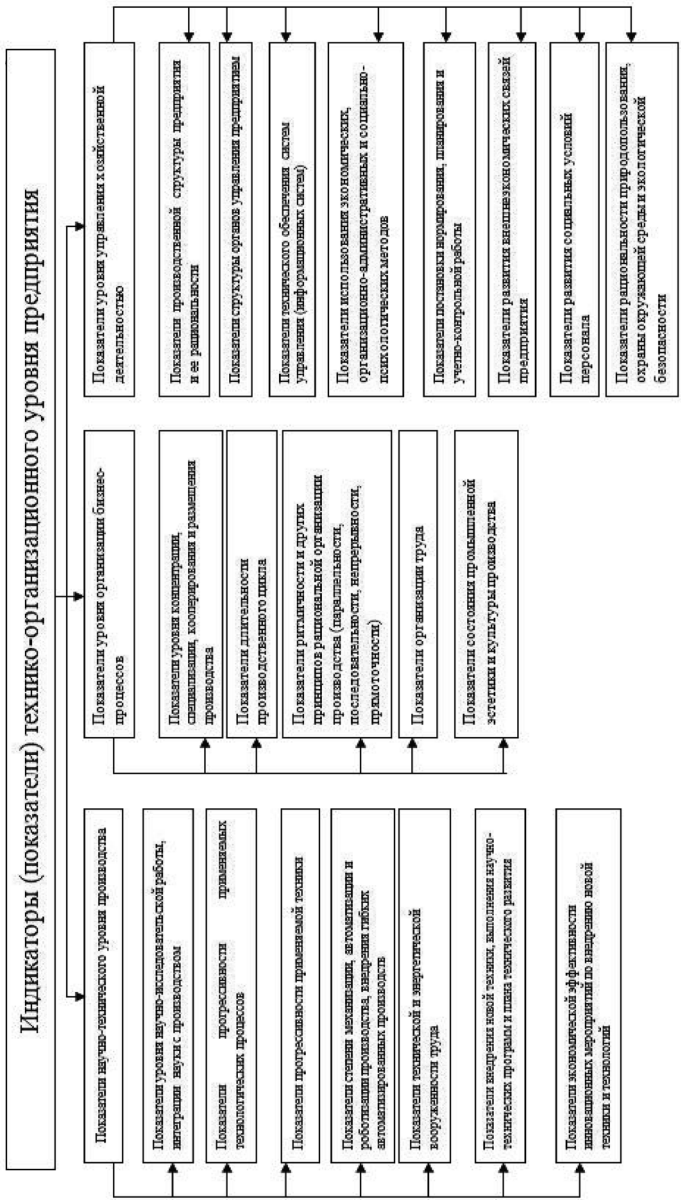 Индикаторы (показатели) технико-организационного уровня предприятия
Показатели научно-технического уровня производства
Показатели уровня научно-исследовательской работы,
интеграции науки с производством
Показатели прогрессивности применяемых
технологических процессов
Показатели прогрессивности применяемой техники
Показатели степени механизации, автоматизации и
роботизации производства, внедрения гибких
автоматизированных производств
Показатели технической и энергетической
вооруженности труда
Показатели внедрения новой техники, выполнения научно-
технических программ и плана технического развития
Показатели экономической эффективности
инновационных мероприятий по внедрению новой
техники и технологий
Показатели уровня организации бизнес-
процессов
Показатели уровня концентрации,
специализации, кооперирования и размещения
производства
Показатели длительности
производственного цикла
Показатели ритмичности и других
принципов рациональной организации
производства (параллельности,
последовательности, непрерывности,
прямоточности)
Показатели организации труда
Показатели состояния промышленной
эстетики и культуры производства
Показатели уровня управления хозяйственной
деятельностью
Показатели производственной структуры предприятия
и ее рациональности
Показатели структуры органов управления предприятием
Показатели технического обеспечения систем
управления (информационных систем)
Показатели использования экономических,
организационно-административных и социально-
психологических методов
Показатели постановки нормирования, планирования и
учетно-контрольной работы
Показатели развития внешнеэкономических связей
предприятия
Показатели развития социальных условий
персонала
Показатели рациональности природопользования,
охраны окружающей среды и экологической
безопасности